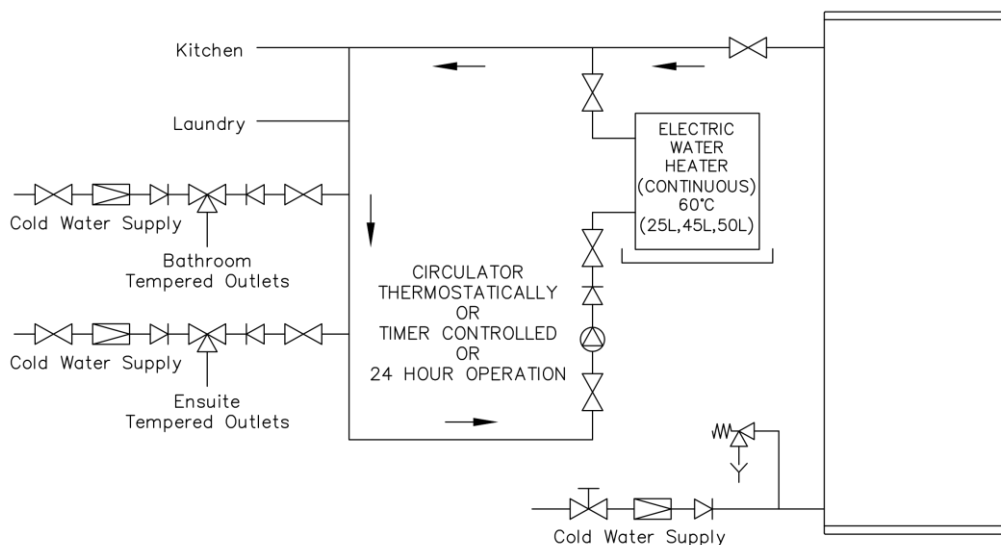 Kitchen
Laundry
Cold Water Supply
Bathroom
Tempered Outlets
Cold Water Supply
Ensuite
Tempered Outlets
CIRCULATOR
THERMOSTATICALLY
OR
TIMER CONTROLLED
OR
24 HOUR OPERATION
ELECTRIC
WATER
HEATER
(CONTINUOUS)
60°C
(25L,45L,50L)
Cold Water Supply